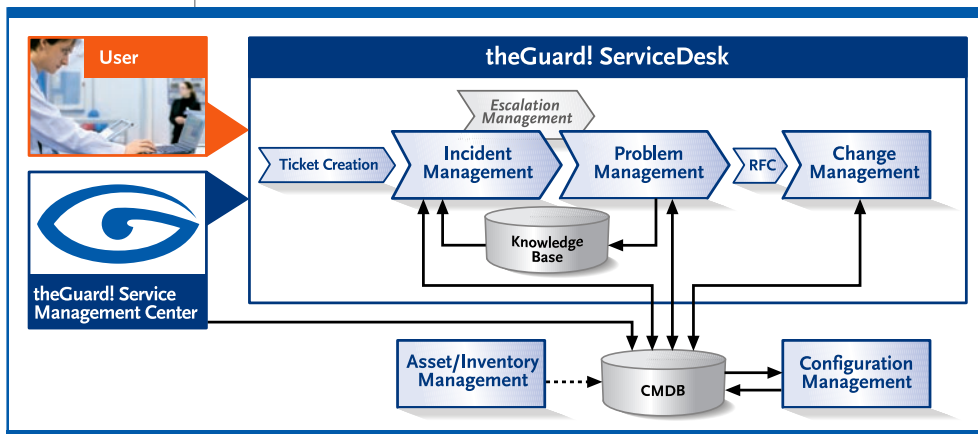 User
theGuard! ServiceDesk
Escalation
Management
Ticket Creation
Incident
Management
Problem
Management
RFC
Change
Management
Knowledge
Base
theGuard! Service
Management Center
Asset/Inventory
Management
CMDB
Configuration
Management